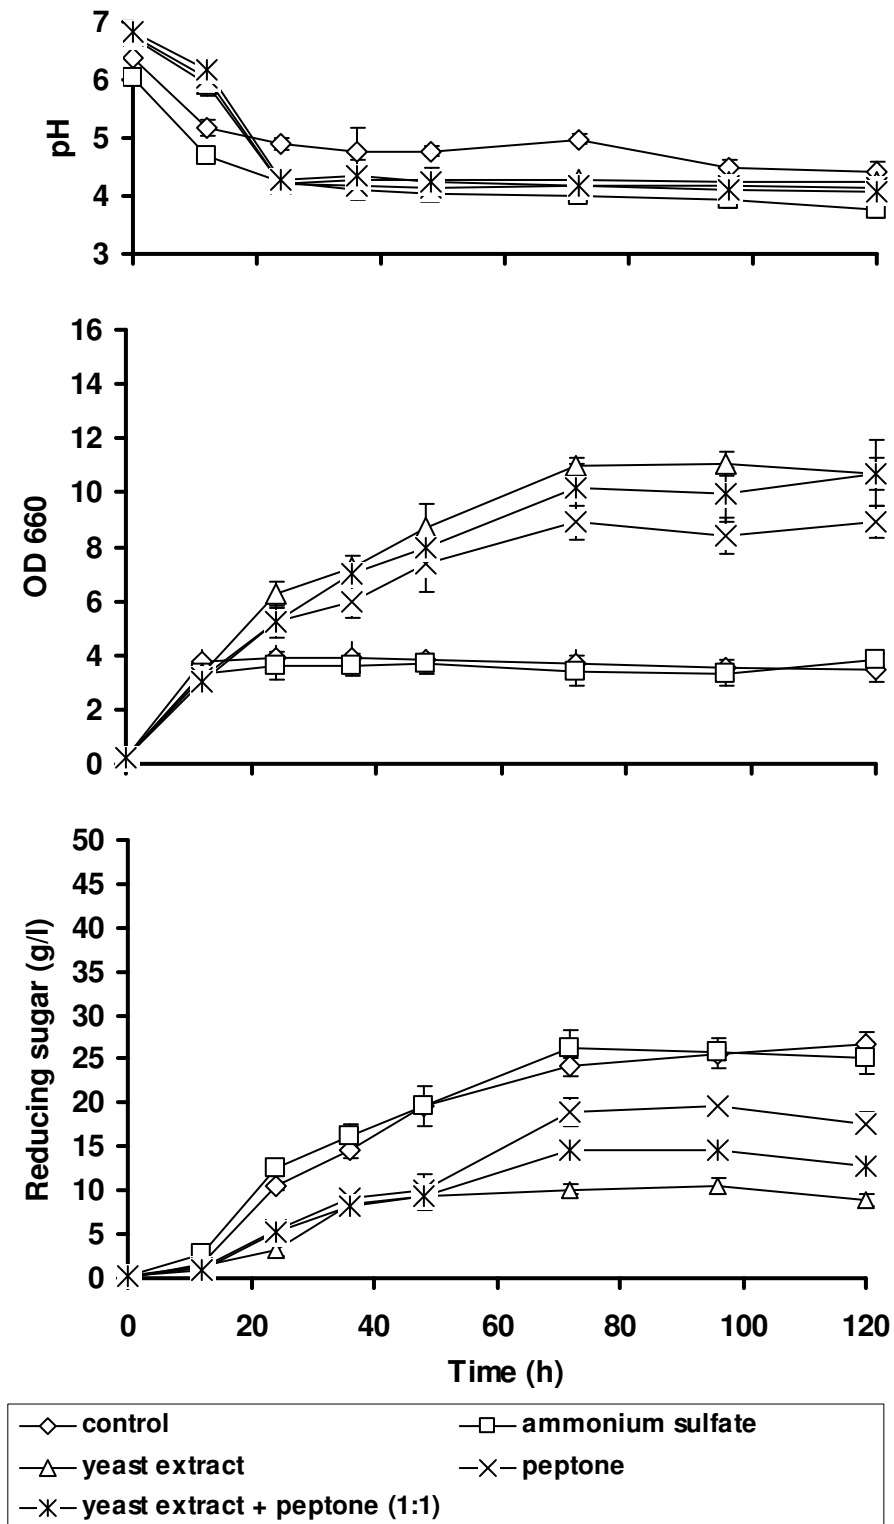 7
6
5
4
3
pH
16
14
12
10
8
6
4
2
0
OD 660
50
45
40
35
30
25
20
15
10
5
0
Reducing sugar (g/l)
0 20 40 60 80 100 120
Time (h)
control
ammonium sulfate
yeast extract
peptone
yeast extract + peptone (1:1)